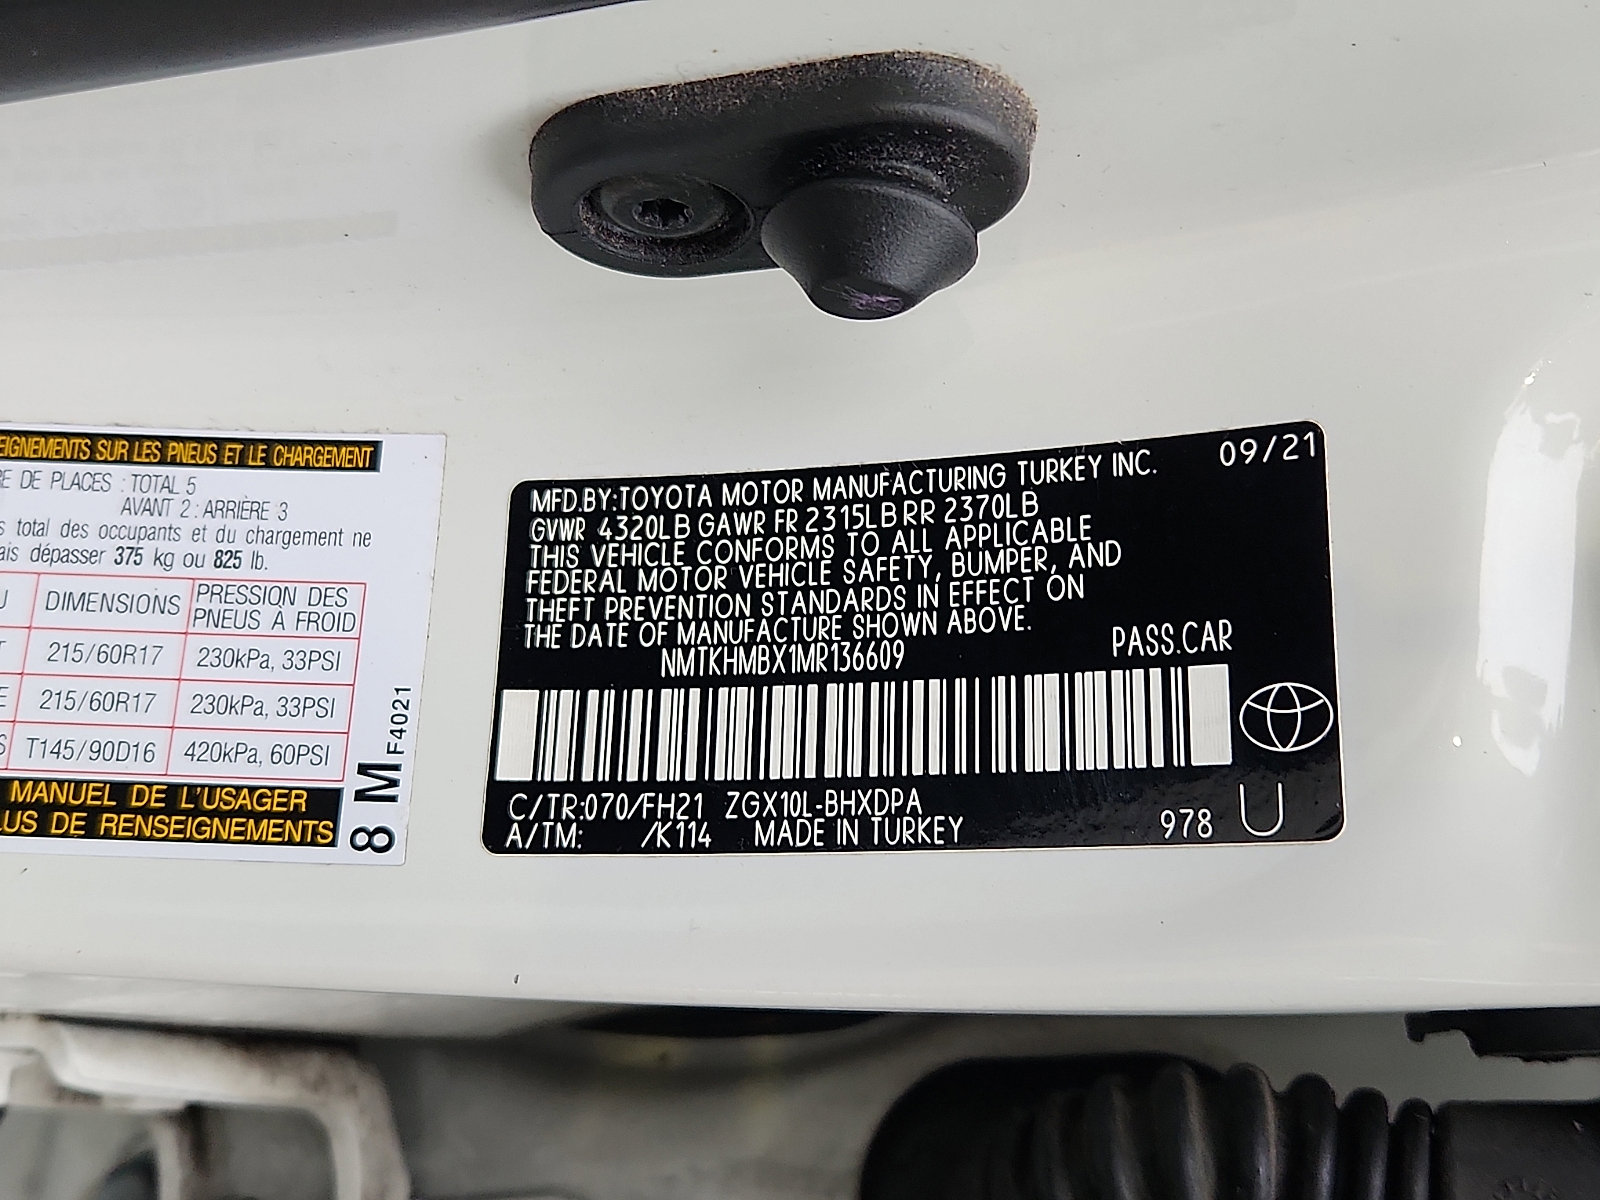 EIGNEMENTS SUR LES PNEUS ET LE CHARGEMENT
RE DE PLACES : TOTAL 5
AVANT 2 : ARRIÈRE 3
s total des occupants et du chargement ne
ais dépasser 375 kg ou 825 lb.
U DIMENSIONS PRESSION DES
PNEUS À FROID
T 215/60R17 230kPa, 33PSI
E 215/60R17 230kPa, 33PSI
S T145/90D16 420kPa, 60PSI
MANUEL DE L'USAGER
LUS DE RENSEIGNEMENTS
8 M F4021
MFD.BY:TOYOTA MOTOR MANUFACTURING TURKEY INC. 09/21
GVWR 4320LB GAWR FR 2315LB RR 2370LB
THIS VEHICLE CONFORMS TO ALL APPLICABLE
FEDERAL MOTOR VEHICLE SAFETY, BUMPER, AND
THEFT PREVENTION STANDARDS IN EFFECT ON
THE DATE OF MANUFACTURE SHOWN ABOVE.
NMTKHMBX1MR136609 PASS.CAR
C/TR:070/FH21 ZGX10L-BHXDPA
A/TM: /K114 MADE IN TURKEY 978 U